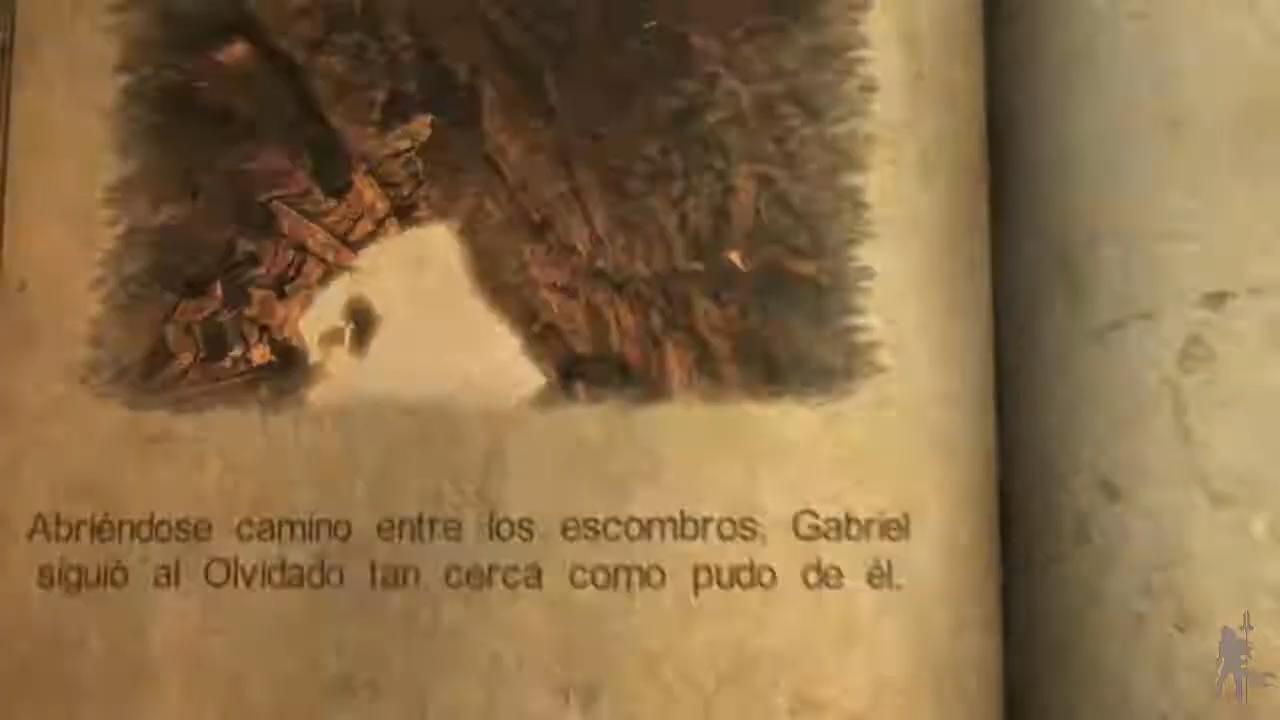 Abriéndose camino entre los escombros, Gabriel
siguió al Olvidado tan cerca como pudo de él.